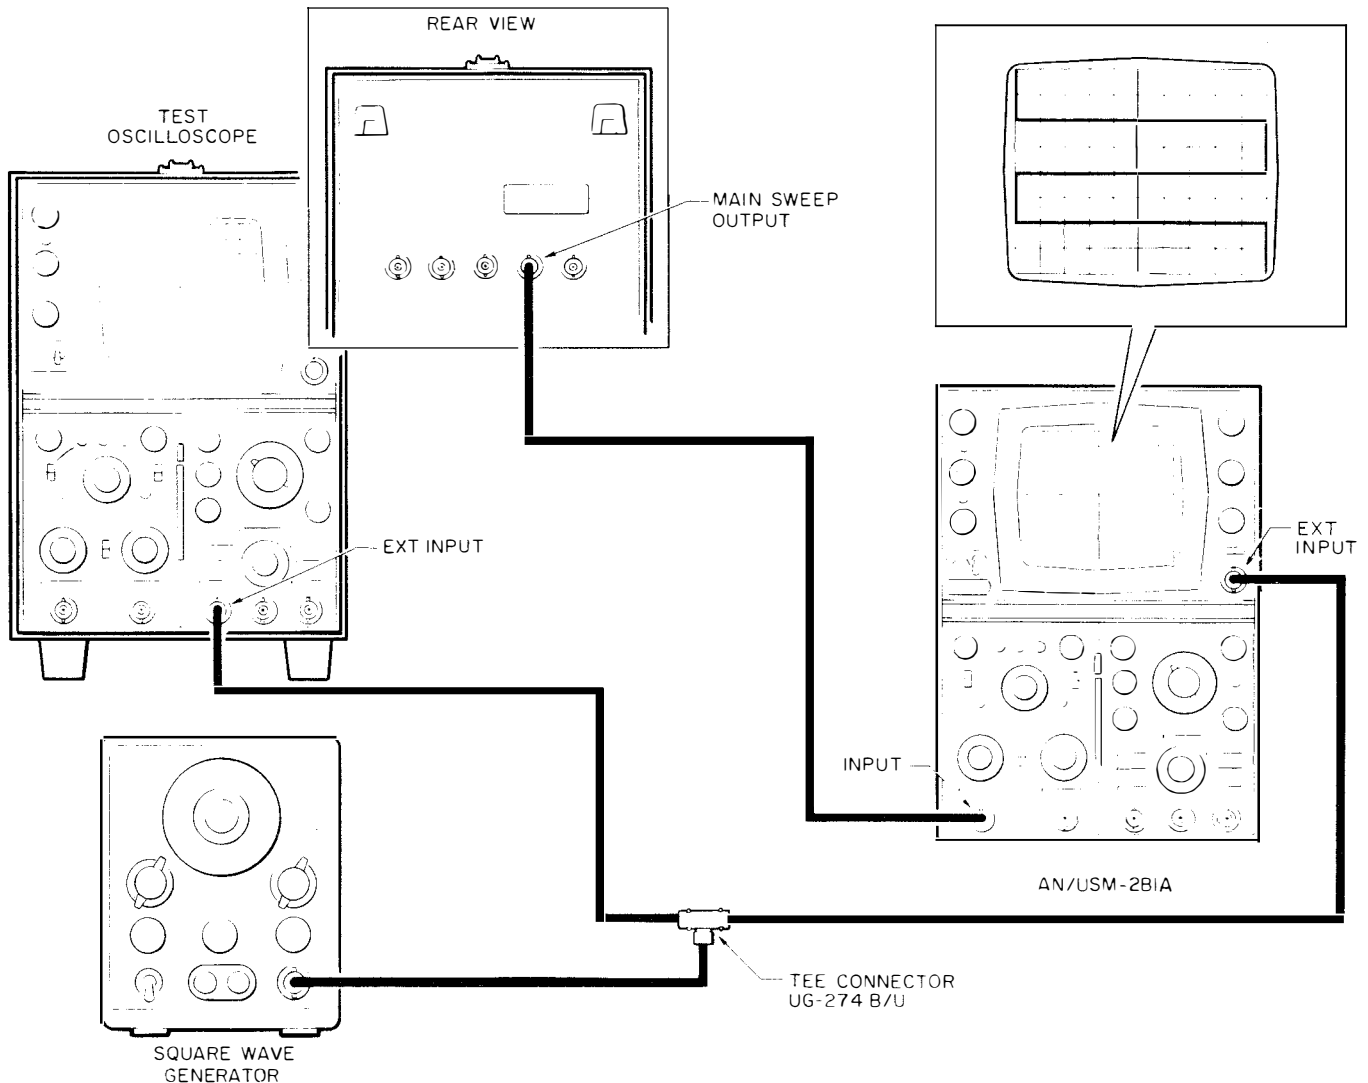 REAR VIEW
TEST
OSCILLOSCOPE
MAIN SWEEP
OUTPUT
EXT INPUT
EXT
INPUT
INPUT
AN/USM-281A
TEE CONNECTOR
UG-274 B/U
SQUARE WAVE
GENERATOR